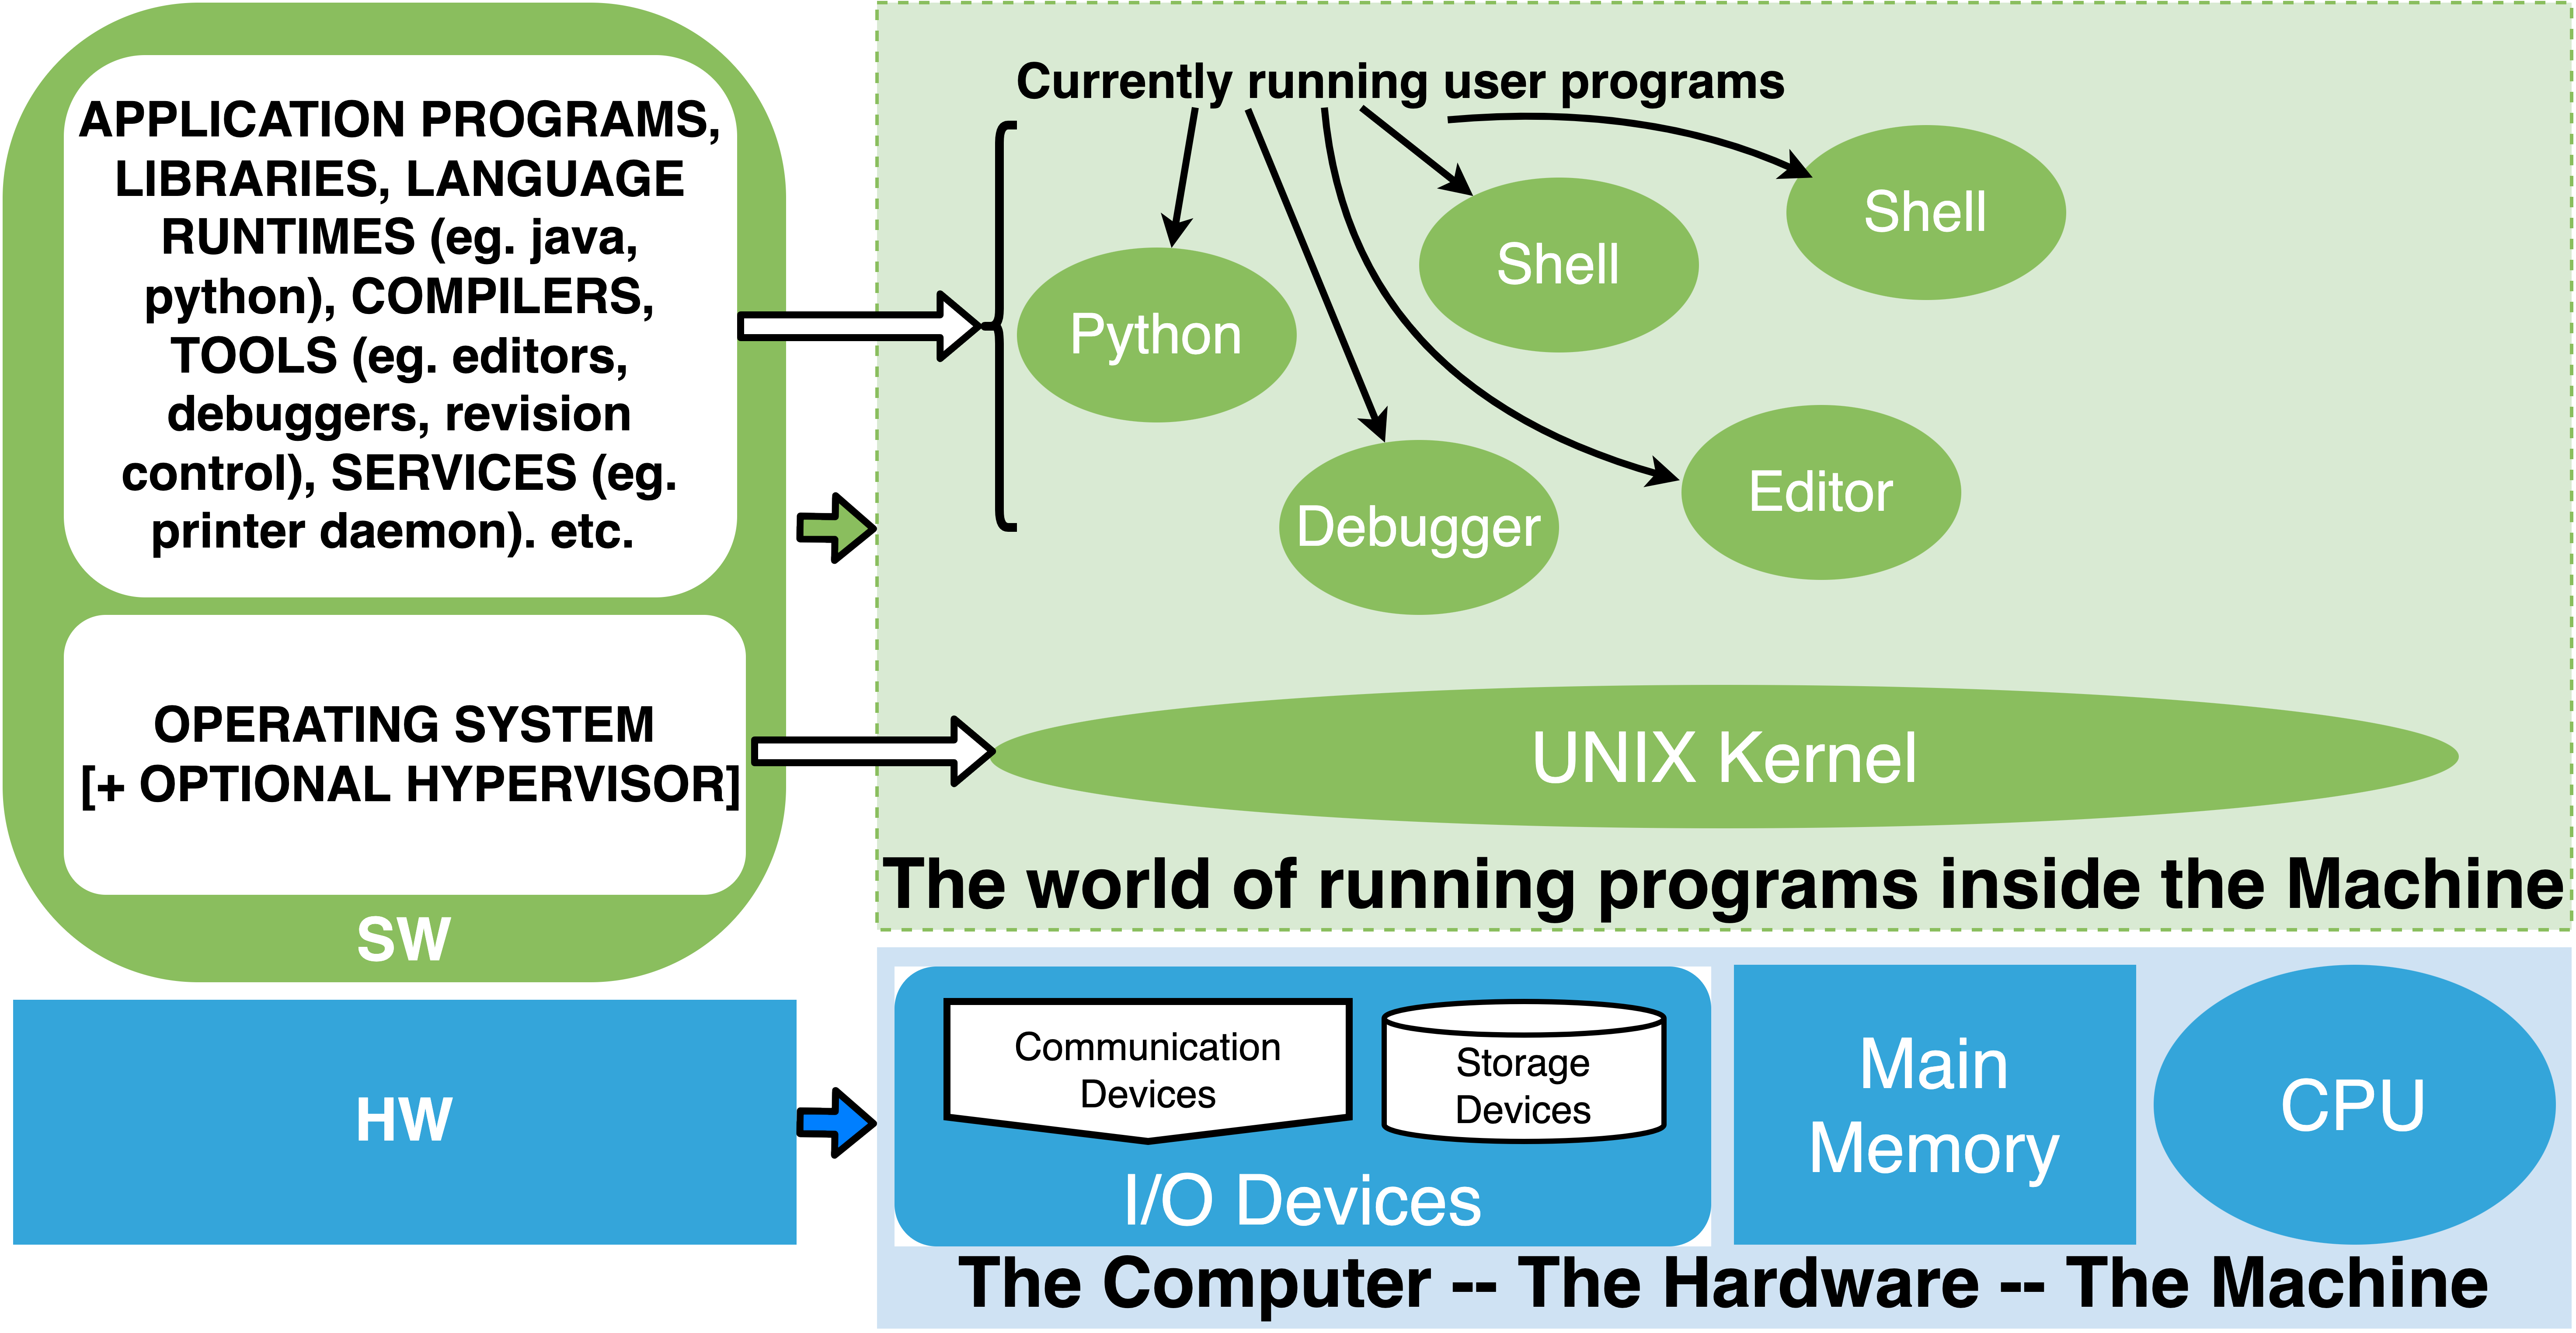 APPLICATION PROGRAMS,
LIBRARIES, LANGUAGE
RUNTIMES (eg. java,
python), COMPILERS,
TOOLS (eg. editors,
debuggers, revision
control), SERVICES (eg.
printer daemon). etc.
OPERATING SYSTEM
[+ OPTIONAL HYPERVISOR]
SW
HW
Currently running user programs
Python
Shell
Shell
Debugger
Editor
UNIX Kernel
The world of running programs inside the Machine
Communication
Devices
Storage
Devices
I/O Devices
Main
Memory
CPU
The Computer -- The Hardware -- The Machine